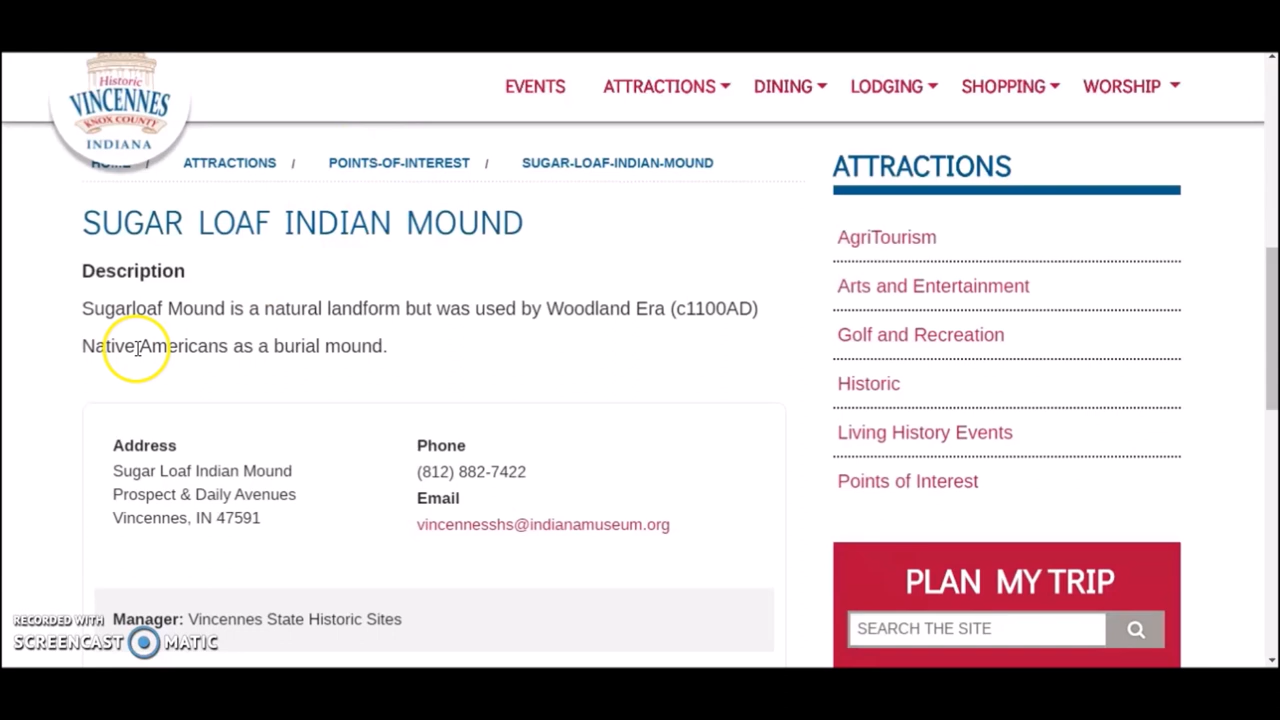 Historic
VINCENNES
KNOX COUNTY
INDIANA
EVENTS ATTRACTIONS DINING LODGING SHOPPING WORSHIP
HOME / ATTRACTIONS / POINTS-OF-INTEREST / SUGAR-LOAF-INDIAN-MOUND
SUGAR LOAF INDIAN MOUND
Description
Sugarloaf Mound is a natural landform but was used by Woodland Era (c1100AD)
Native Americans as a burial mound.
Address
Sugar Loaf Indian Mound
Prospect & Daily Avenues
Vincennes, IN 47591
Phone
(812) 882-7422
Email
vincennesshs@indianamuseum.org
Manager: Vincennes State Historic Sites
ATTRACTIONS
AgriTourism
Arts and Entertainment
Golf and Recreation
Historic
Living History Events
Points of Interest
PLAN MY TRIP
SEARCH THE SITE
RECORDED WITH
SCREENCAST MATIC